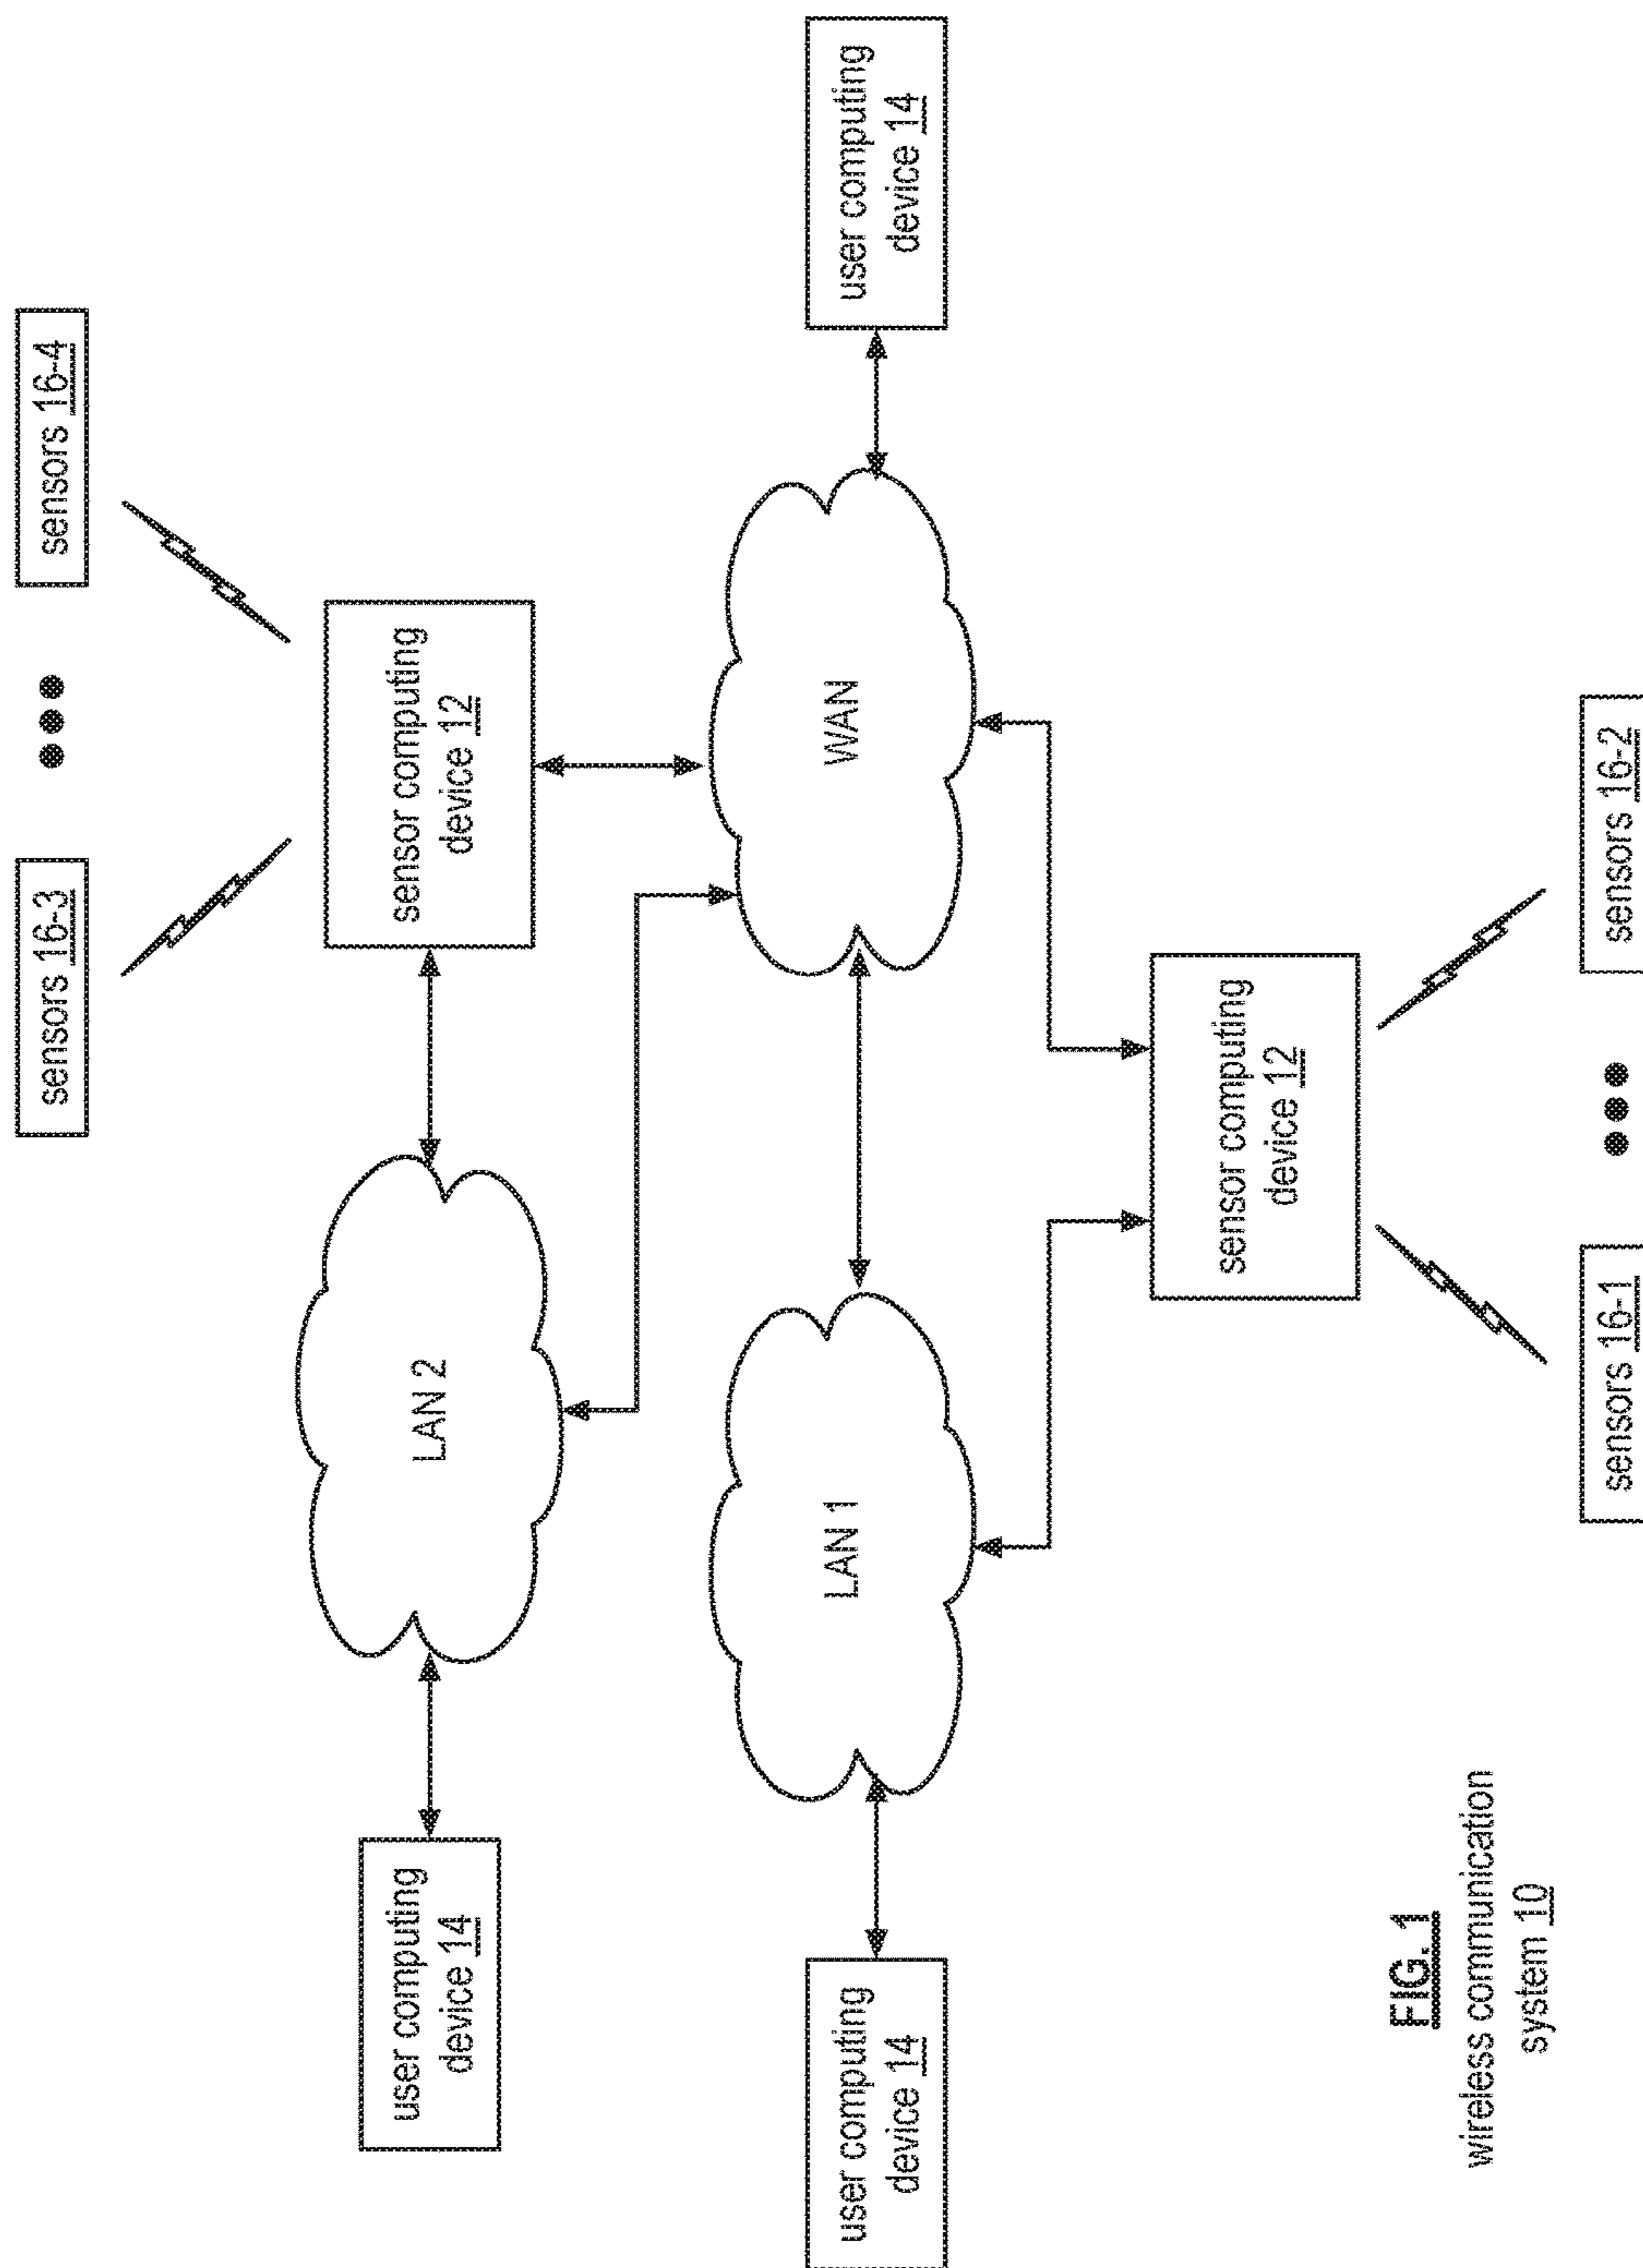 sensors 16-3
sensors 16-4
user computing
device 14
LAN 2
sensor computing
device 12
user computing
device 14
LAN 1
WAN
user computing
device 14
sensor computing
device 12
FIG. 1
wireless communication
system 10
sensors 16-1
sensors 16-2